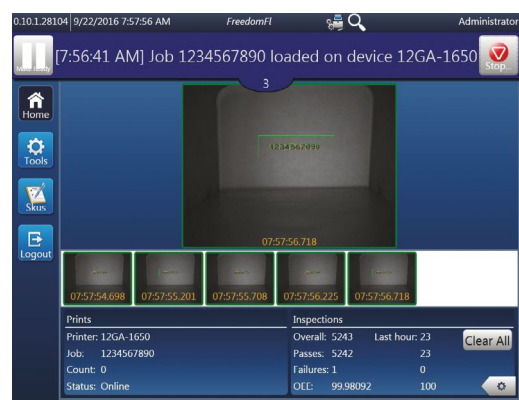 0.10.1.28104 9/22/2016 7:57:56 AM FreedomFl Administrator
Make Ready
[7:56:41 AM] Job 1234567890 loaded on device 12GA-1650
Stop...
3
Home
Tools
Skus
Logout
1234567890
07:57:56.718
07:57:54.698 07:57:55.201 07:57:55.708 07:57:56.225 07:57:56.718
Prints
Printer: 12GA-1650
Job: 1234567890
Count: 0
Status: Online
Inspections
Overall: 5243 Last hour: 23
Passes: 5242 23
Failures: 1 0
OEE: 99.98092 100
Clear All